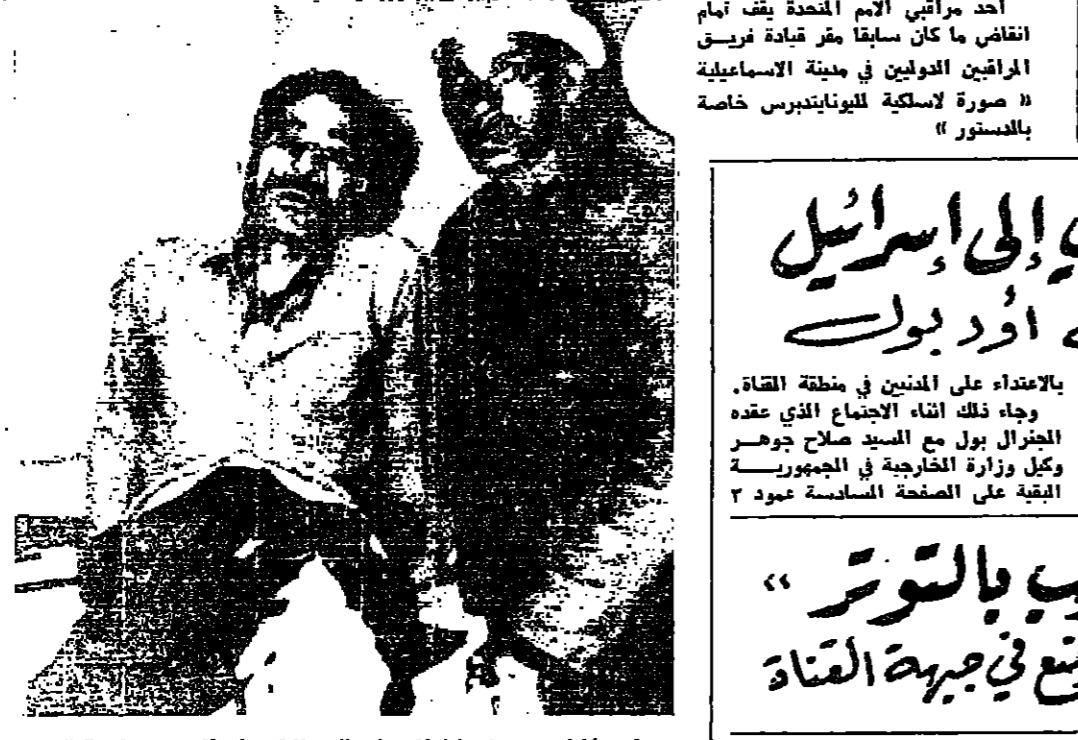 احد مراقبي الامم المتحدة يقف امام
انقاض ما كان سابقا مقر قيادة فريق
المراقبين الدوليين في مدينة الاسماعيلية
« صورة لاسلكية لليونايتدبرس خاصة
بالدستور »
إلى إسرائيل
أود بول
بالاعتداء على المدنيين في منطقة القناة.
وجاء ذلك اثناء الاجتماع الذي عقده
الجنرال بول مع السيد صلاح جوهر
وكيل وزارة الخارجية في الجمهورية
البقية على الصفحة السادسة عمود ٢
بالتوتر »
في جبهة القناة